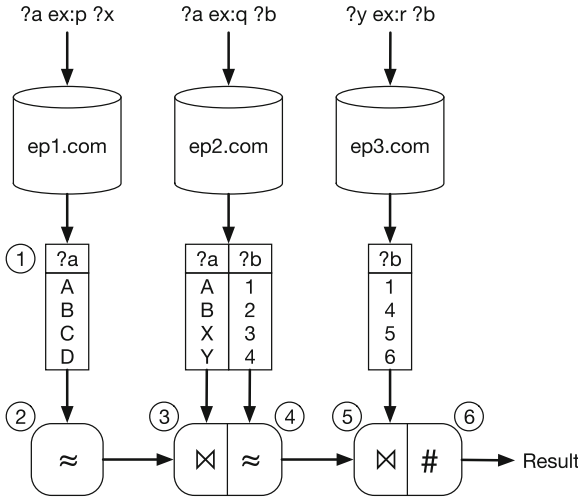 ?a ex:p ?x ?a ex:q ?b ?y ex:r ?b
ep1.com ep2.com ep3.com
1 ?a ?a ?b ?b
A A 1 1
B B 2 4
C X 3 5
D Y 4 6
2 3 4 5 6
≈ ⋈ ≈ ⋈ # Result